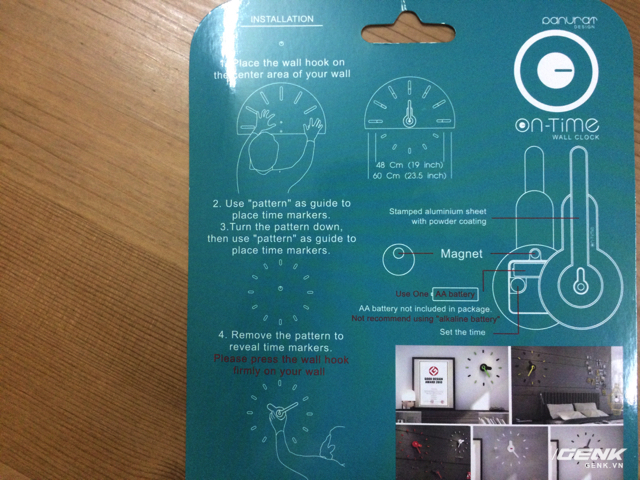 INSTALLATION
Place the wall hook on
the center area of your wall
48 Cm (19 inch)
60 Cm (23.5 inch)
2. Use "pattern" as guide to
place time markers.
3.Turn the pattern down,
then use "pattern" as guide to
place time markers.
4. Remove the pattern to
reveal time markers.
Please press the wall hook
firmly on your wall
PANURAT
DESIGN
On-Time
WALL CLOCK
Stamped aluminium sheet
with powder coating
Magnet
Use One AA battery
AA battery not included in package.
Not recommend using "alkaline battery"
Set the time
GENK
GENK.VN